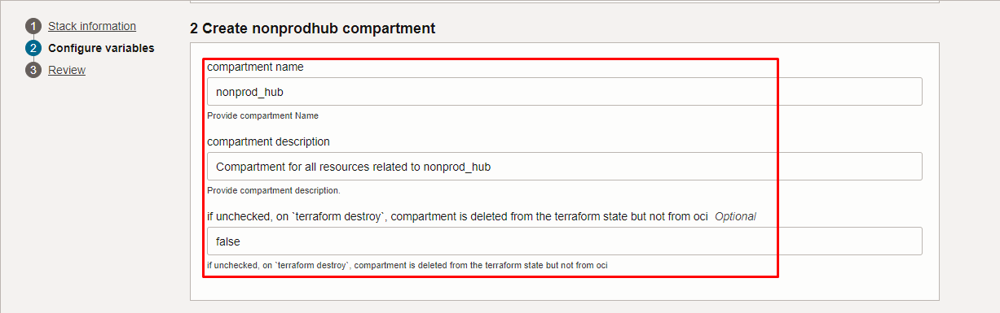 1 Stack information
2 Configure variables
3 Review
2 Create nonprodhub compartment
compartment name
nonprod_hub
Provide compartment Name
compartment description
Compartment for all resources related to nonprod_hub
Provide compartment description.
if unchecked, on `terraform destroy`, compartment is deleted from the terraform state but not from oci Optional
false
if unchecked, on `terraform destroy`, compartment is deleted from the terraform state but not from oci